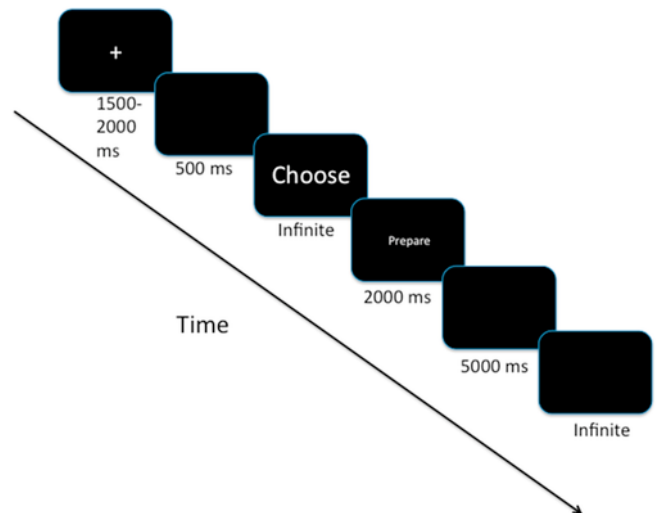 +
1500-
2000
ms
500 ms
Choose
Infinite
Prepare
2000 ms
Time
5000 ms
Infinite